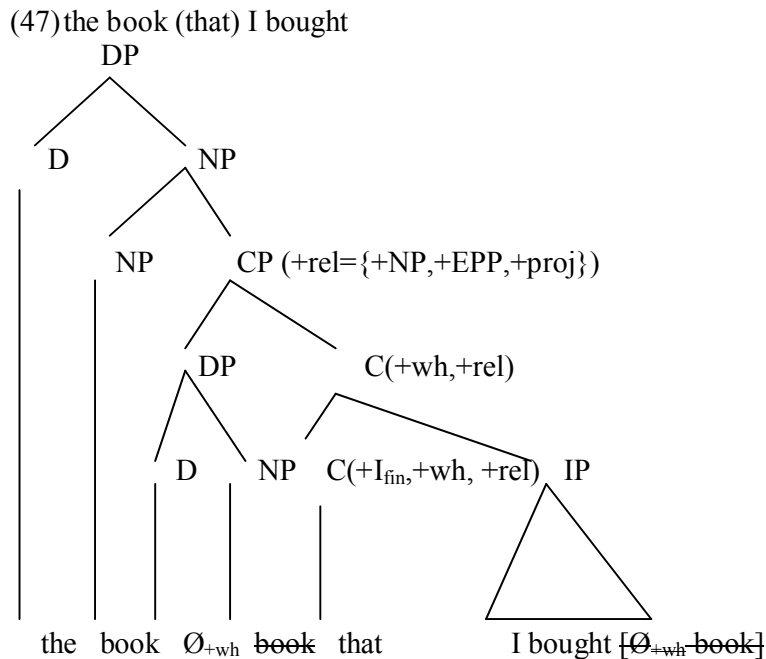 (47) the book (that) I bought
DP
D NP
NP CP (+rel={+NP,+EPP,+proj})
DP C(+wh,+rel)
D NP C(+I_fin,+wh, +rel) IP
the book Ø+wh book that I bought [Ø+wh book]